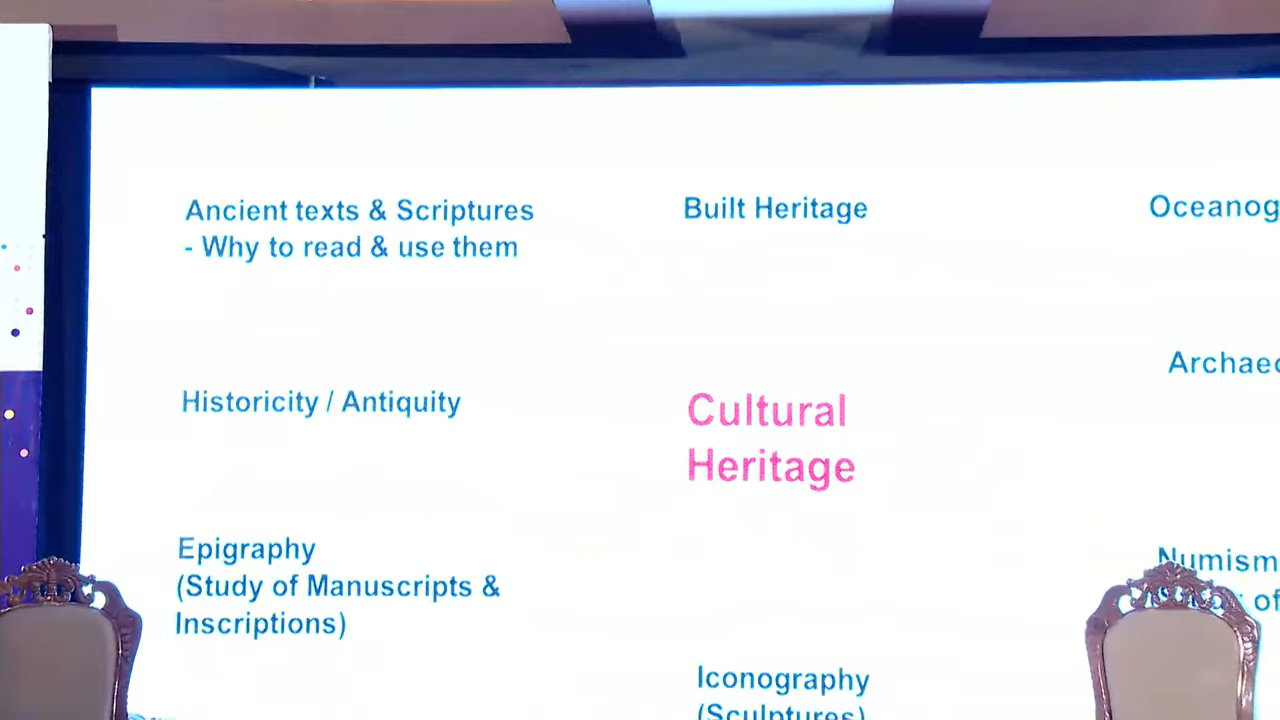 Ancient texts & Scriptures
- Why to read & use them
Built Heritage
Historicity / Antiquity
Cultural
Heritage
Epigraphy
(Study of Manuscripts &
Inscriptions)
Iconography
(Sculptures)